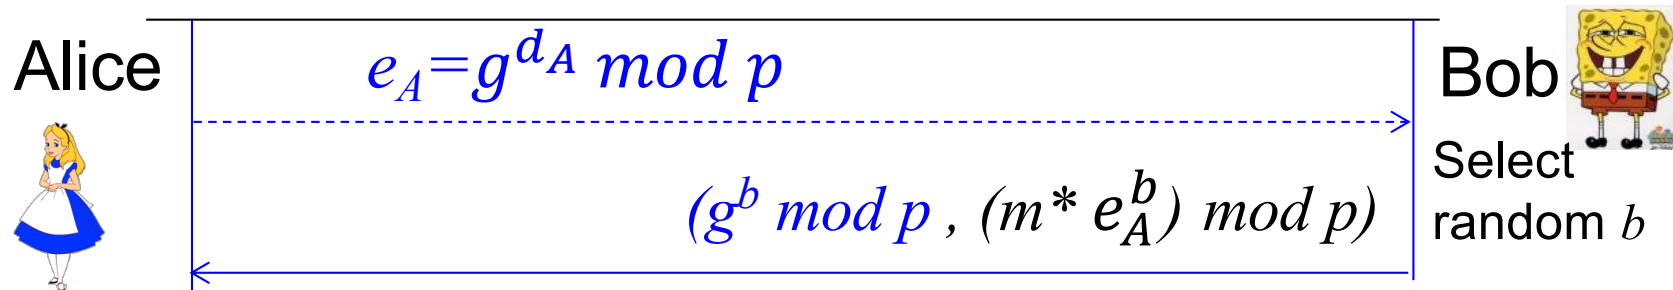 Alice
e_A=g^{d_A} mod p
Bob
(g^b mod p , (m* e_A^b) mod p)
Select
random b